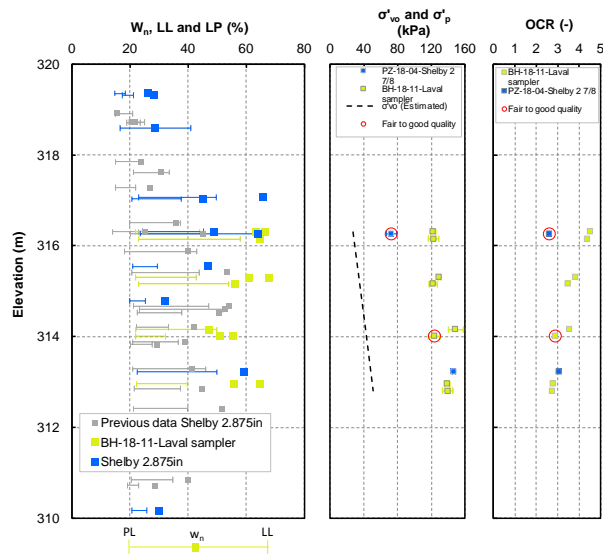 Wn, LL and LP (%)
0 20 40 60 80 100
σ'vo and σ'p
(kPa)
0 40 80 120 160
OCR (-)
0 1 2 3 4 5
Elevation (m)
320
318
316
314
312
310
Previous data Shelby 2.875in
BH-18-11-Laval sampler
Shelby 2.875in
PL wn LL
PZ-18-04-Shelby 2
7/8
BH-18-11-Laval
sampler
σ'vo (Estimated)
Fair to good quality
BH-18-11-Laval
sampler
PZ-18-04-Shelby 2 7/8
Fair to good quality